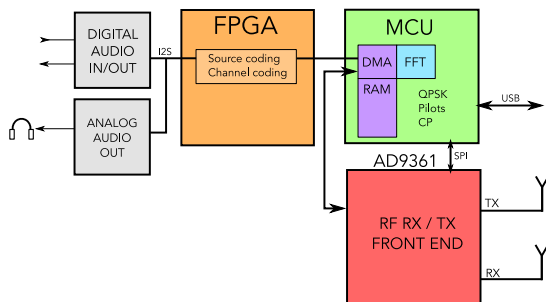 DIGITAL
AUDIO
IN/OUT
I2S
FPGA
Source coding
Channel coding
MCU
DMA
FFT
RAM
QPSK
Pilots
CP
USB
ANALOG
AUDIO
OUT
SPI
AD9361
RF RX / TX
FRONT END
TX
RX